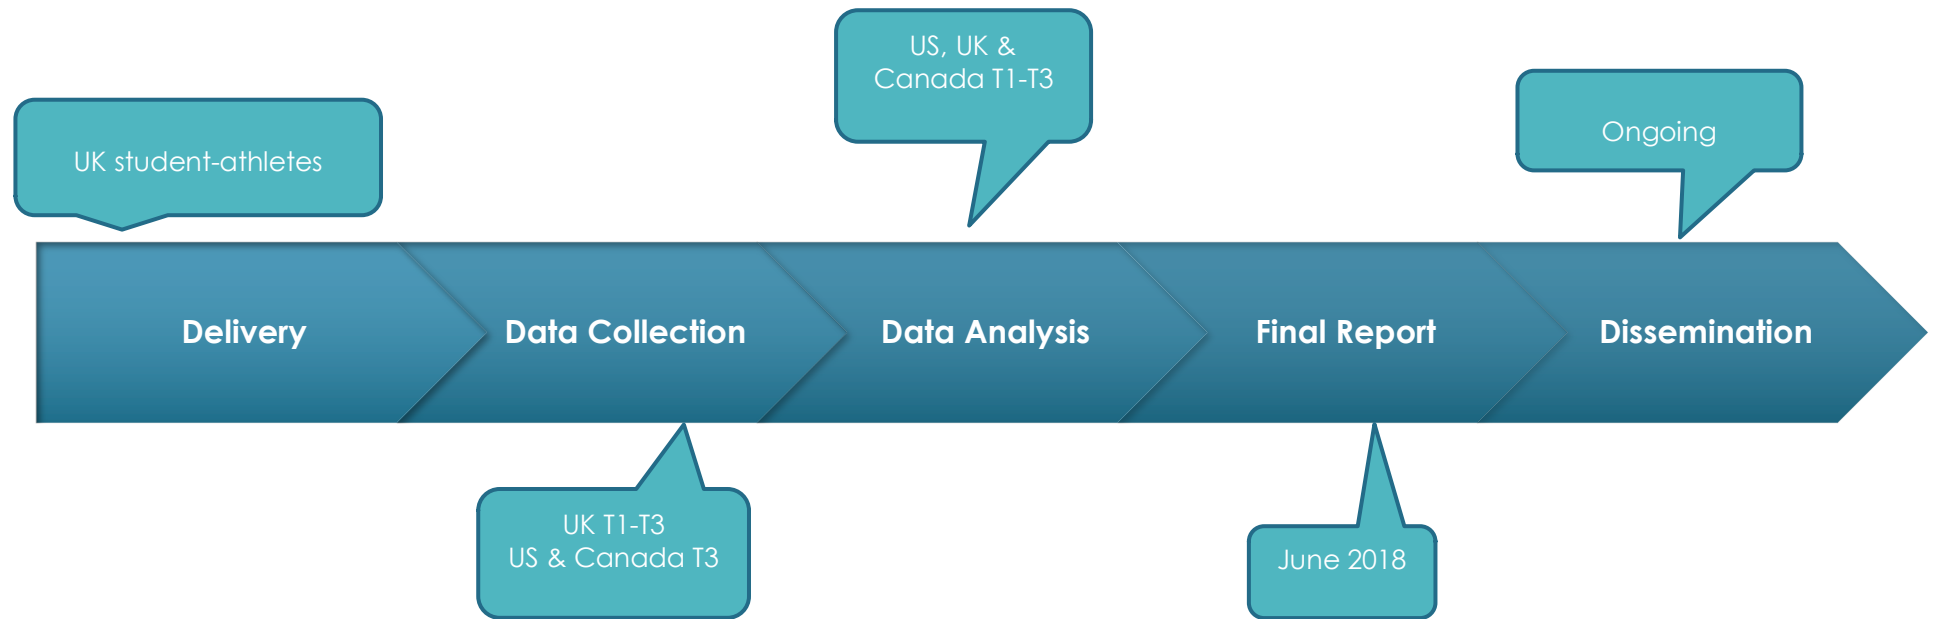 US, UK &
Canada T1-T3
UK student-athletes
Ongoing
Delivery
Data Collection
Data Analysis
Final Report
Dissemination
UK T1-T3
US & Canada T3
June 2018